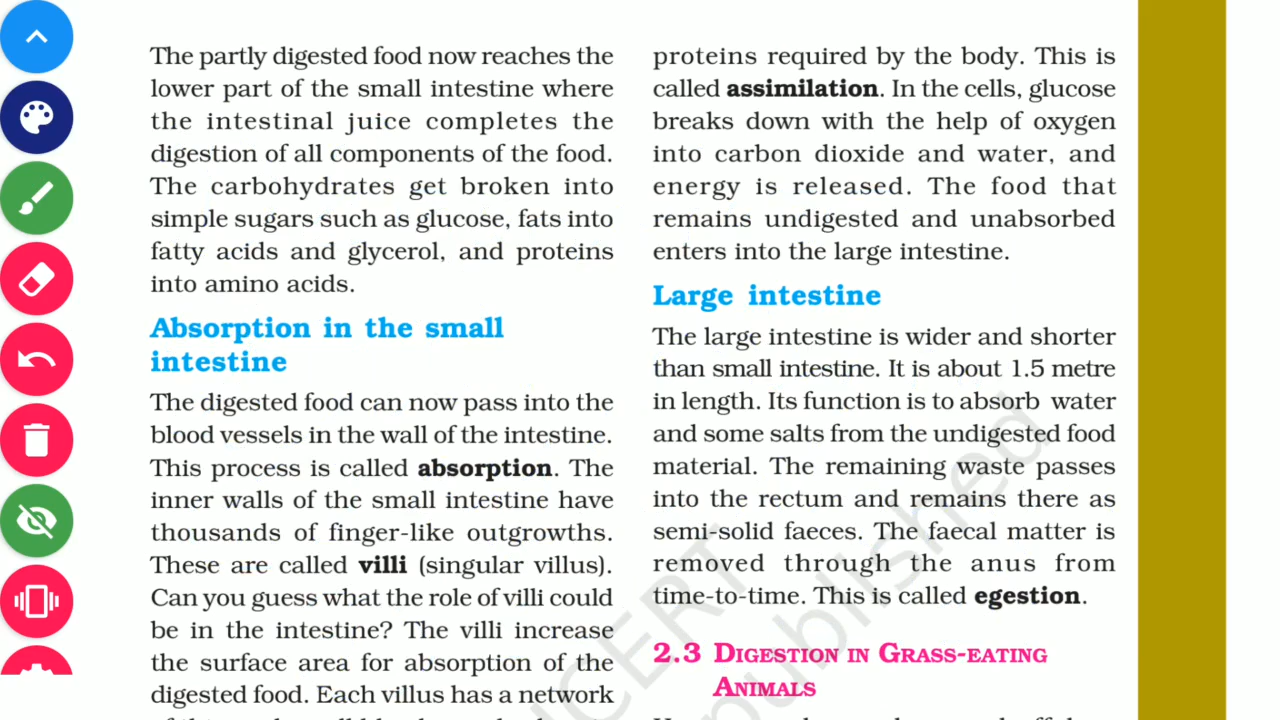 The partly digested food now reaches the
lower part of the small intestine where
the intestinal juice completes the
digestion of all components of the food.
The carbohydrates get broken into
simple sugars such as glucose, fats into
fatty acids and glycerol, and proteins
into amino acids.
Absorption in the small
intestine
The digested food can now pass into the
blood vessels in the wall of the intestine.
This process is called absorption. The
inner walls of the small intestine have
thousands of finger-like outgrowths.
These are called villi (singular villus).
Can you guess what the role of villi could
be in the intestine? The villi increase
the surface area for absorption of the
digested food. Each villus has a network
proteins required by the body. This is
called assimilation. In the cells, glucose
breaks down with the help of oxygen
into carbon dioxide and water, and
energy is released. The food that
remains undigested and unabsorbed
enters into the large intestine.
Large intestine
The large intestine is wider and shorter
than small intestine. It is about 1.5 metre
in length. Its function is to absorb water
and some salts from the undigested food
material. The remaining waste passes
into the rectum and remains there as
semi-solid faeces. The faecal matter is
removed through the anus from
time-to-time. This is called egestion.
2.3 Digestion in Grass-eating
Animals
NCERT
published